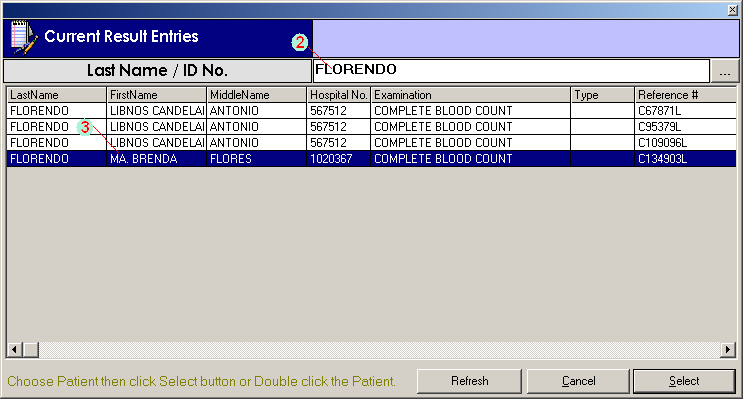 Current Result Entries
2
Last Name / ID No. FLORENDO ...
LastName FirstName MiddleName Hospital No. Examination Type Reference #
FLORENDO LIBNOS CANDELAI ANTONIO 567512 COMPLETE BLOOD COUNT C67871L
FLORENDO LIBNOS CANDELAI ANTONIO 567512 COMPLETE BLOOD COUNT C95379L
3
FLORENDO LIBNOS CANDELAI ANTONIO 567512 COMPLETE BLOOD COUNT C109096L
FLORENDO MA. BRENDA FLORES 1020367 COMPLETE BLOOD COUNT C134903L
Choose Patient then click Select button or Double click the Patient. Refresh Cancel Select